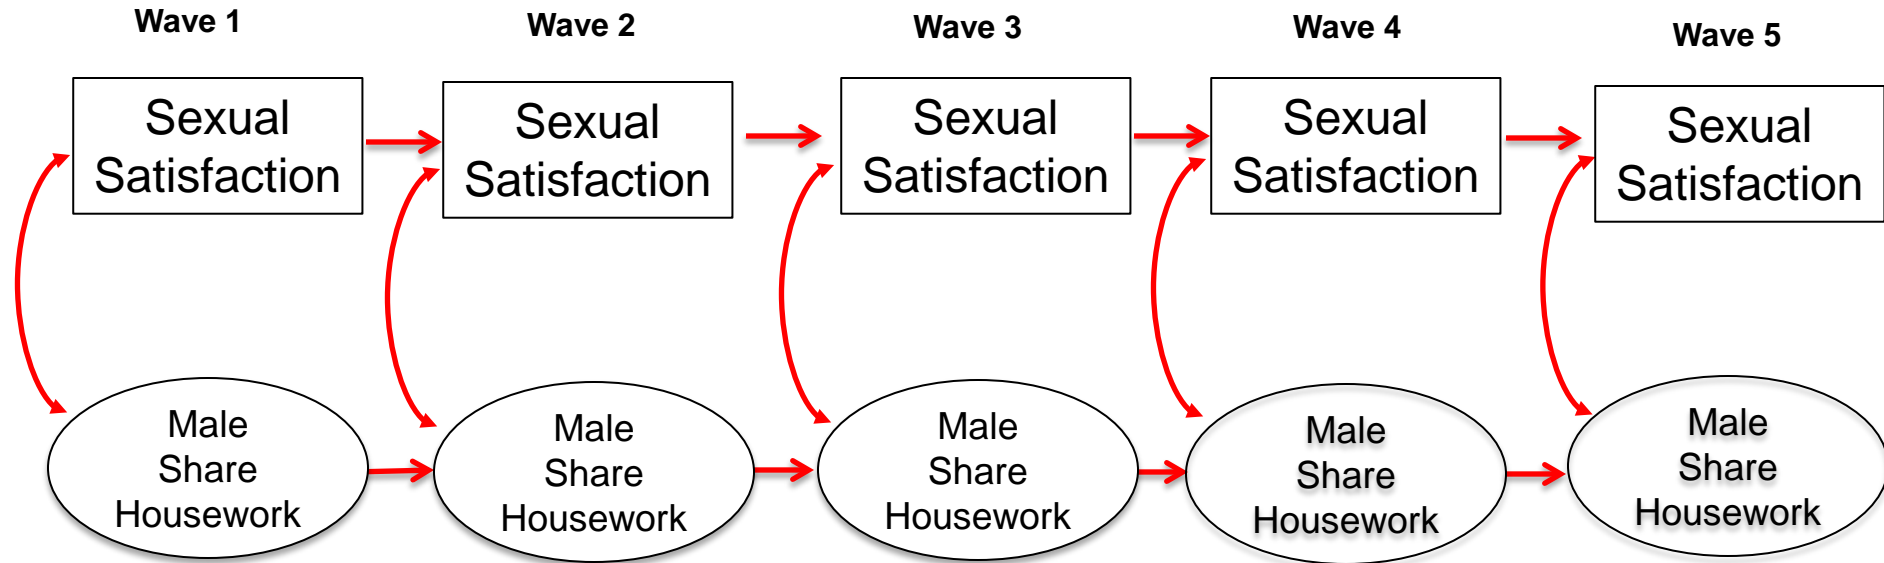 Wave 1
Wave 2
Wave 3
Wave 4
Wave 5
Sexual
Satisfaction
Sexual
Satisfaction
Sexual
Satisfaction
Sexual
Satisfaction
Sexual
Satisfaction
Male
Share
Housework
Male
Share
Housework
Male
Share
Housework
Male
Share
Housework
Male
Share
Housework